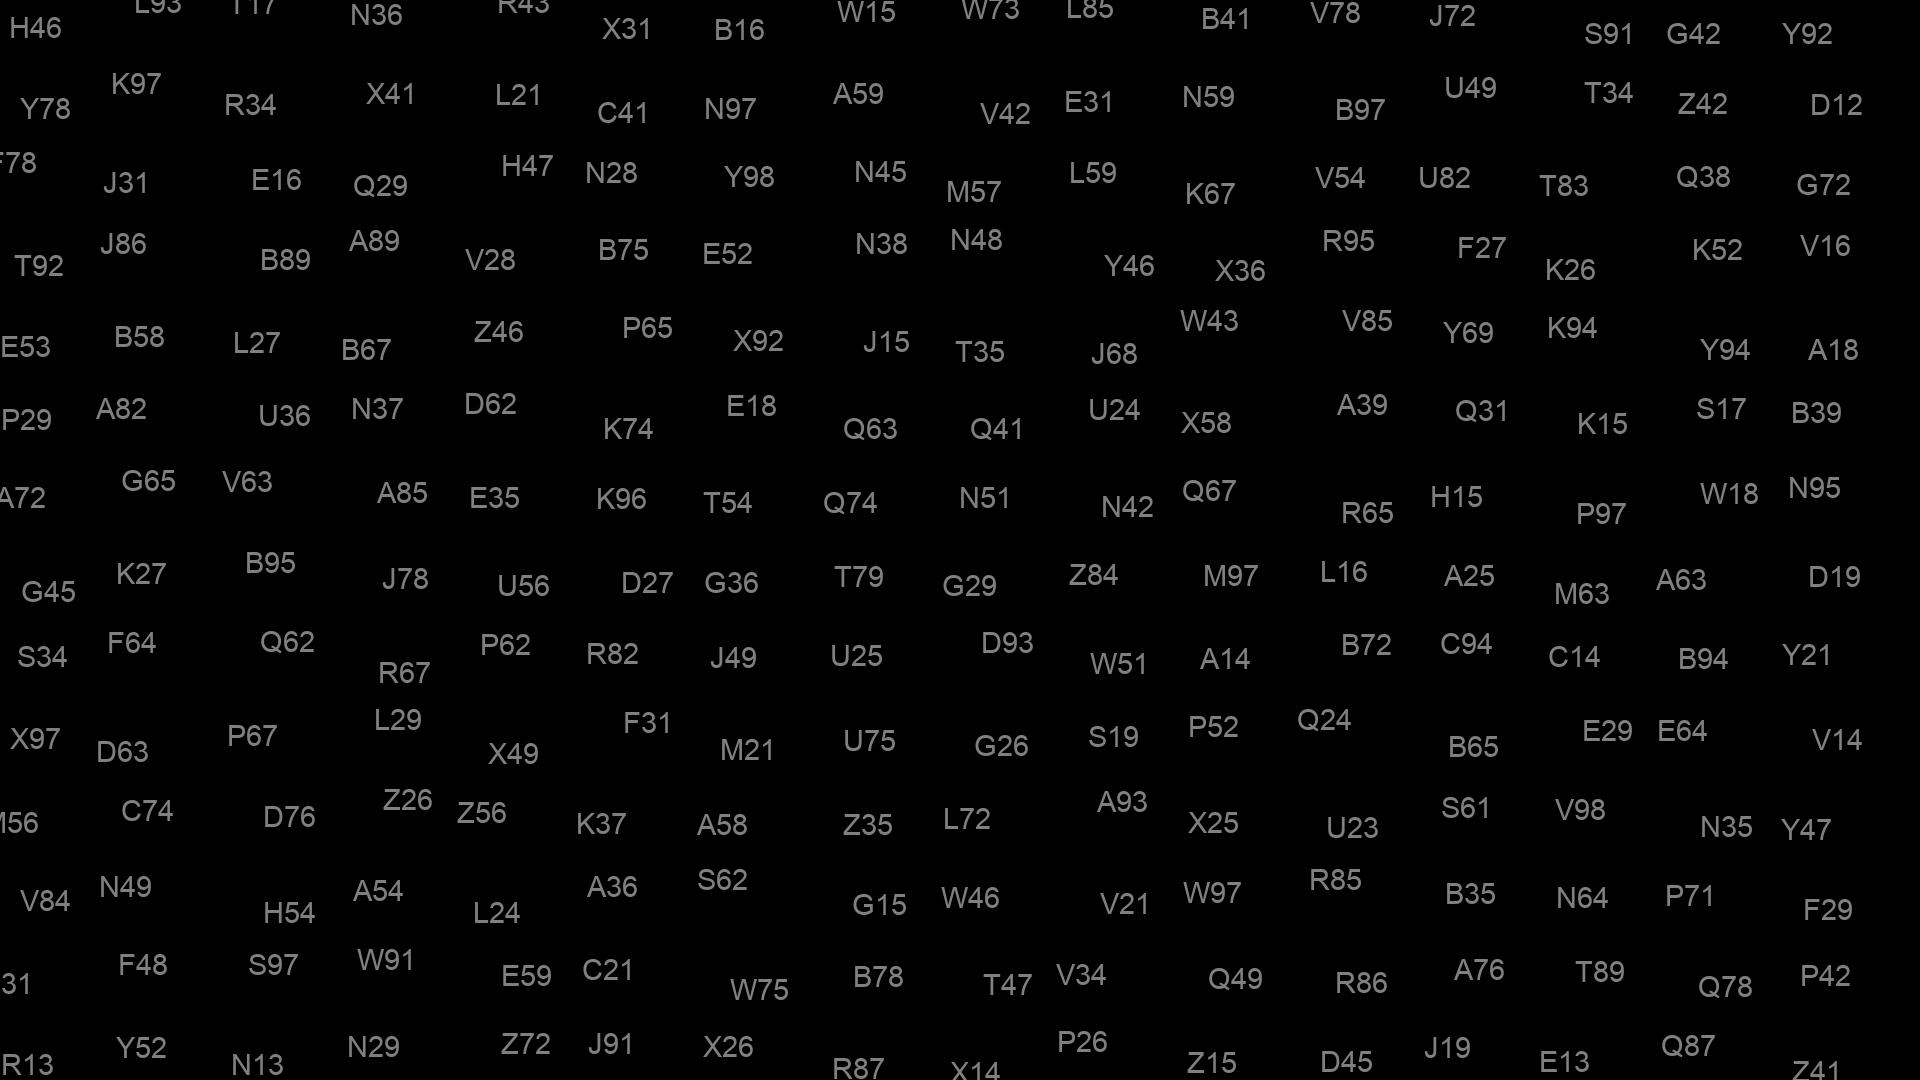 H46 L93 T17 N36 R43 X31 B16 W15 W73 L85 B41 V78 J72 S91 G42 Y92
Y78 K97 R34 X41 L21 C41 N97 A59 V42 E31 N59 B97 U49 T34 Z42 D12
F78 J31 E16 Q29 H47 N28 Y98 N45 M57 L59 K67 V54 U82 T83 Q38 G72
T92 J86 B89 A89 V28 B75 E52 N38 N48 Y46 X36 R95 F27 K26 K52 V16
E53 B58 L27 B67 Z46 P65 X92 J15 T35 J68 W43 V85 Y69 K94 Y94 A18
P29 A82 U36 N37 D62 K74 E18 Q63 Q41 U24 X58 A39 Q31 K15 S17 B39
A72 G65 V63 A85 E35 K96 T54 Q74 N51 N42 Q67 R65 H15 P97 W18 N95
G45 K27 B95 J78 U56 D27 G36 T79 G29 Z84 M97 L16 A25 M63 A63 D19
S34 F64 Q62 R67 P62 R82 J49 U25 D93 W51 A14 B72 C94 C14 B94 Y21
X97 D63 P67 L29 X49 F31 M21 U75 G26 S19 P52 Q24 B65 E29 E64 V14
M56 C74 D76 Z26 Z56 K37 A58 Z35 L72 A93 X25 U23 S61 V98 N35 Y47
V84 N49 H54 A54 L24 A36 S62 G15 W46 V21 W97 R85 B35 N64 P71 F29
31 F48 S97 W91 E59 C21 W75 B78 T47 V34 Q49 R86 A76 T89 Q78 P42
R13 Y52 N13 N29 Z72 J91 X26 R87 X14 P26 Z15 D45 J19 E13 Q87 Z41